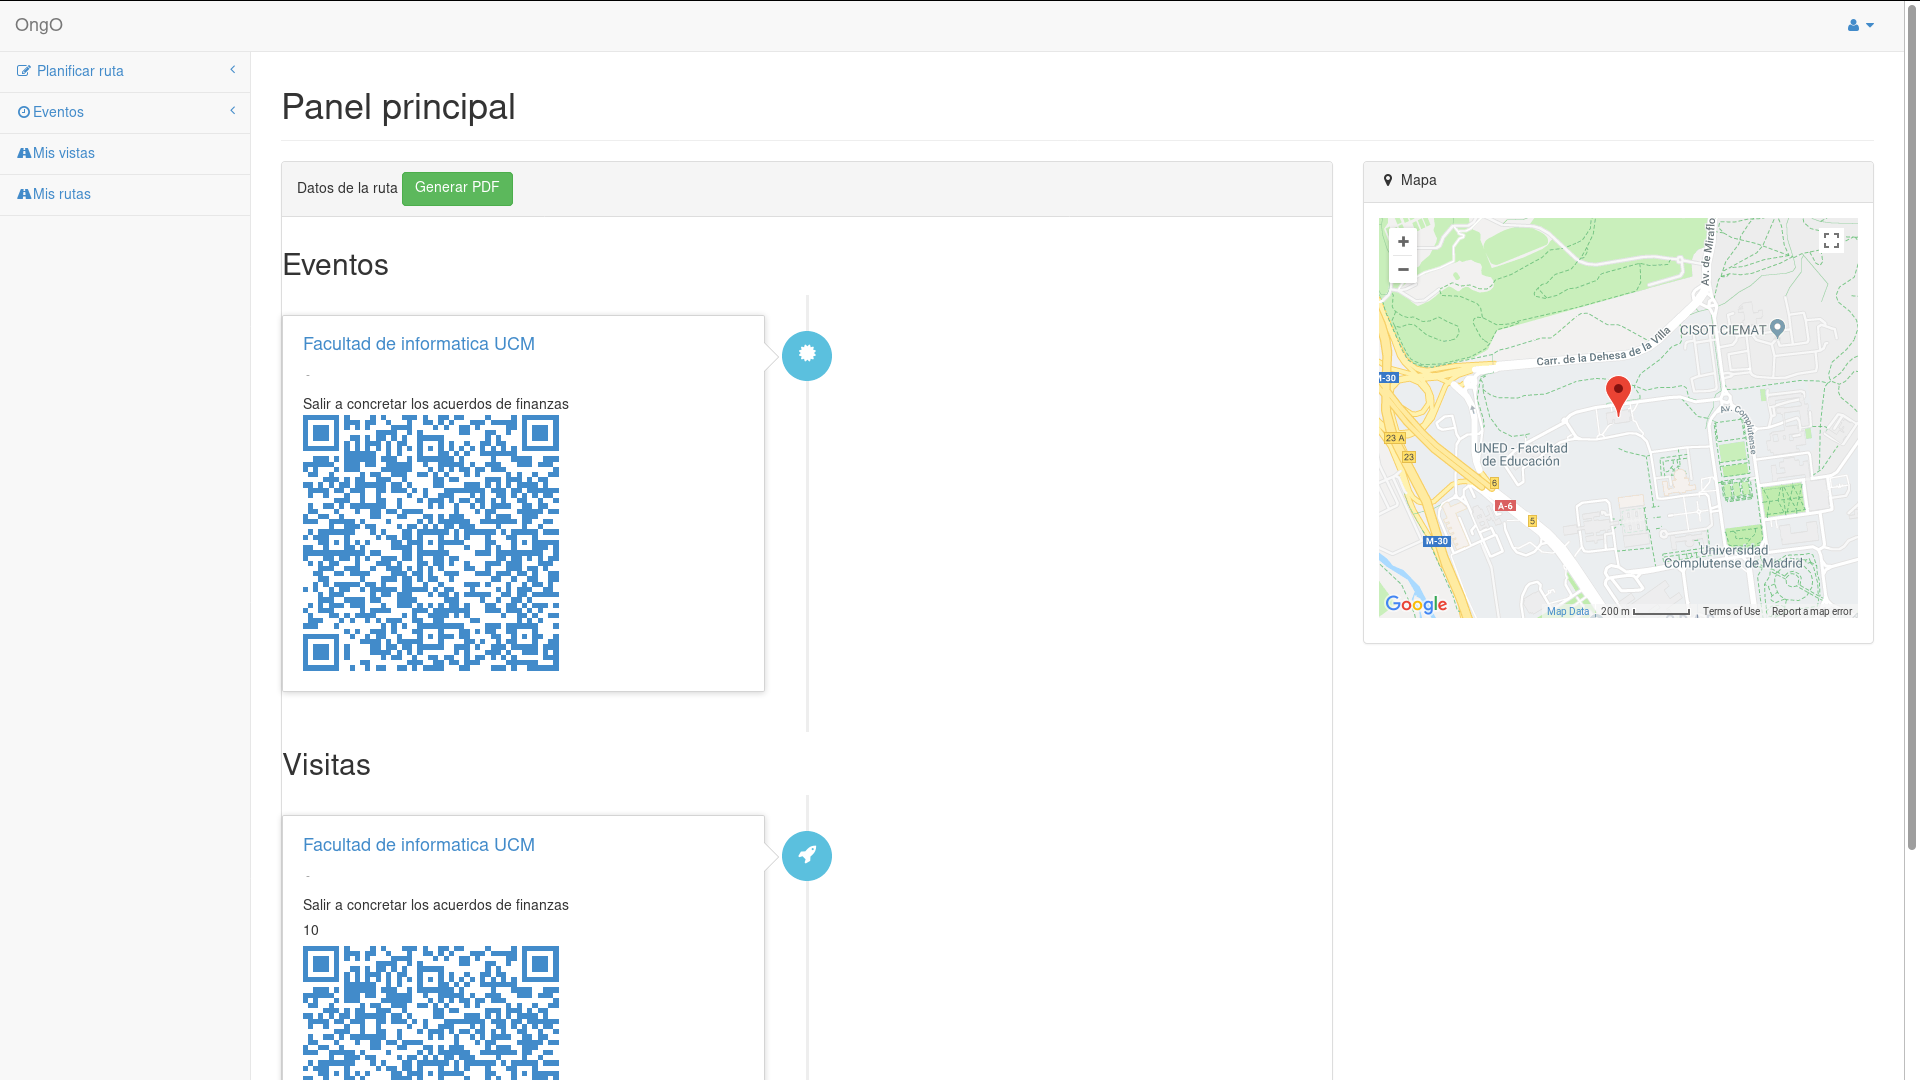 OngO
Planificar ruta
Eventos
Mis vistas
Mis rutas
Panel principal
Datos de la ruta Generar PDF
Eventos
Facultad de informatica UCM
-
Salir a concretar los acuerdos de finanzas
Visitas
Facultad de informatica UCM
-
Salir a concretar los acuerdos de finanzas
10
Mapa
+
−
Av. de Miraflo
CISOT CIEMAT
Carr. de la Dehesa de la Villa
M-30
Av. Complutense
23 A
23
UNED - Facultad
de Educación
6
A-6
5
M-30
Universidad
Complutense de Madrid
Google
Map Data
200 m
Terms of Use
Report a map error